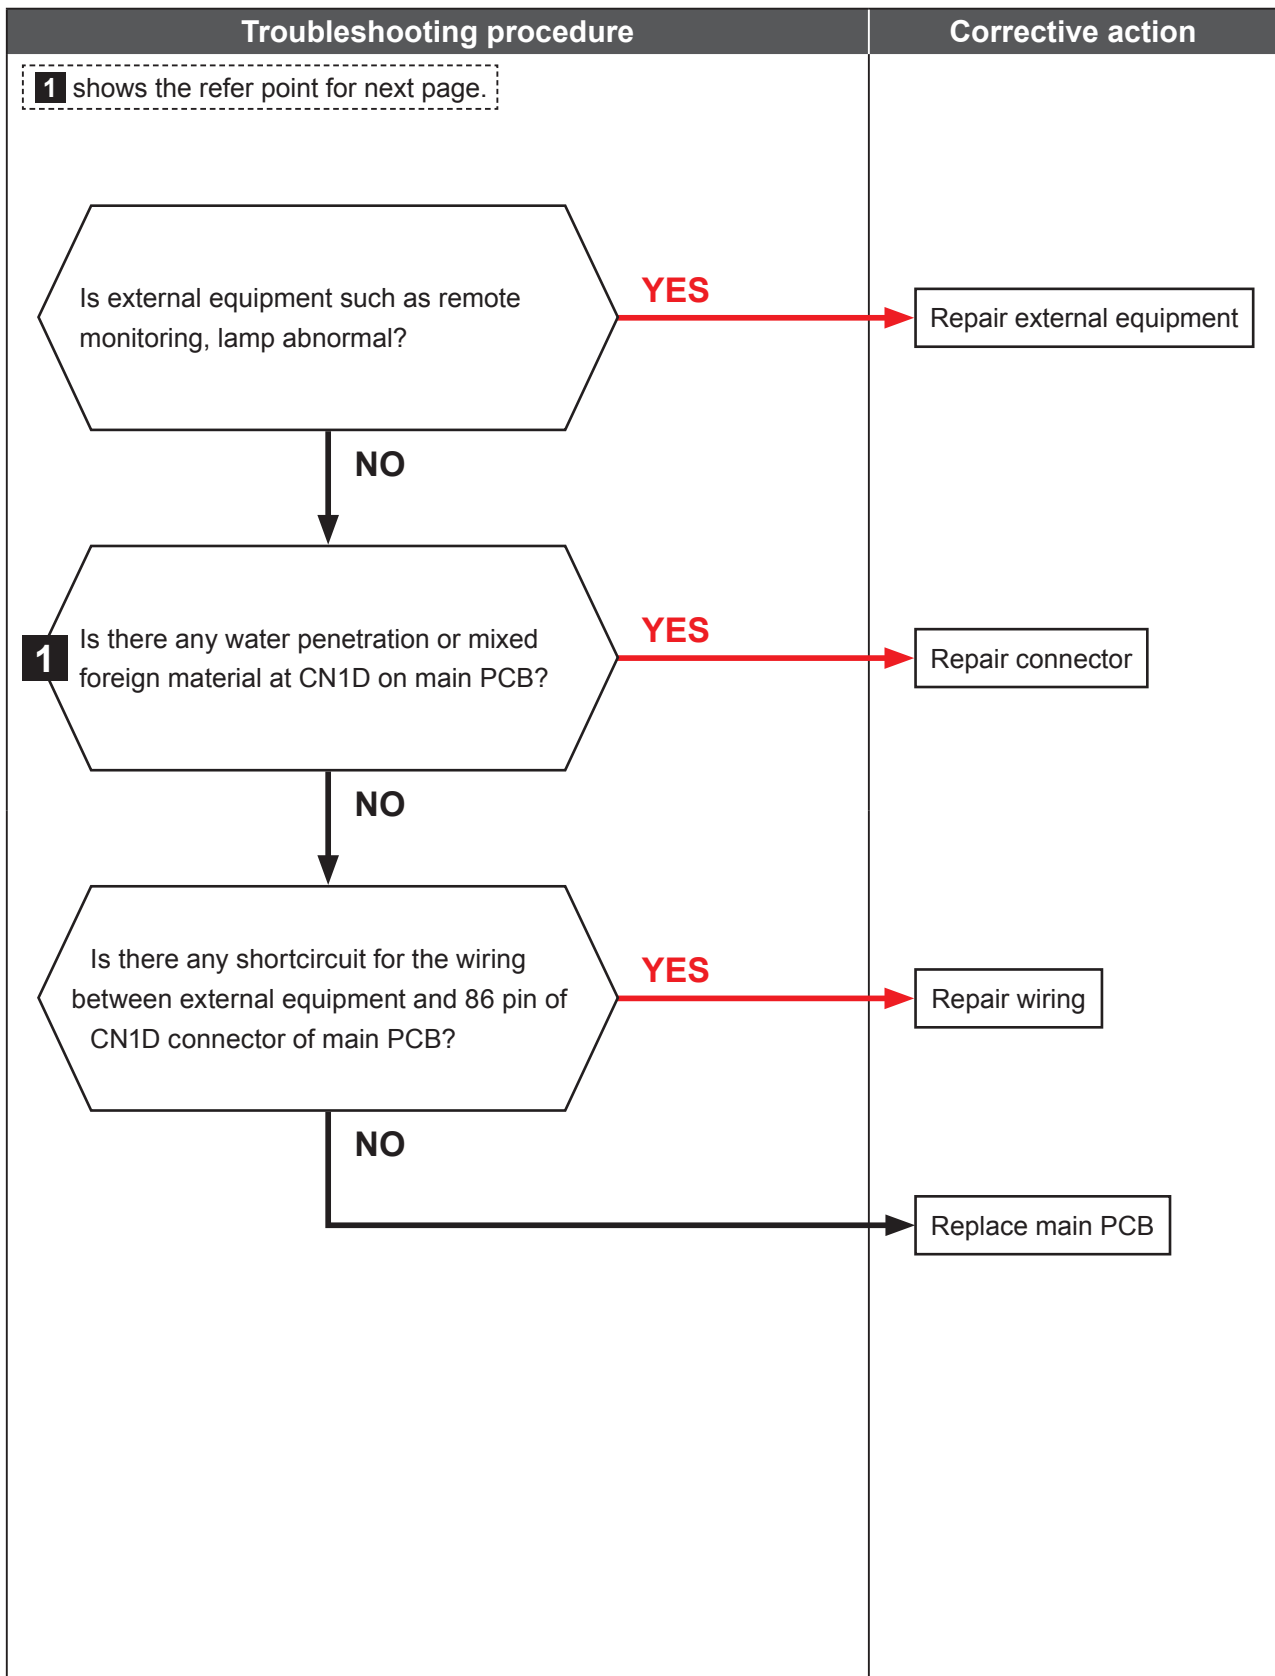 Troubleshooting procedure
Corrective action
1 shows the refer point for next page.
Is external equipment such as remote
monitoring, lamp abnormal?
YES
Repair external equipment
NO
1
Is there any water penetration or mixed
foreign material at CN1D on main PCB?
YES
Repair connector
NO
Is there any shortcircuit for the wiring
between external equipment and 86 pin of
CN1D connector of main PCB?
YES
Repair wiring
NO
Replace main PCB